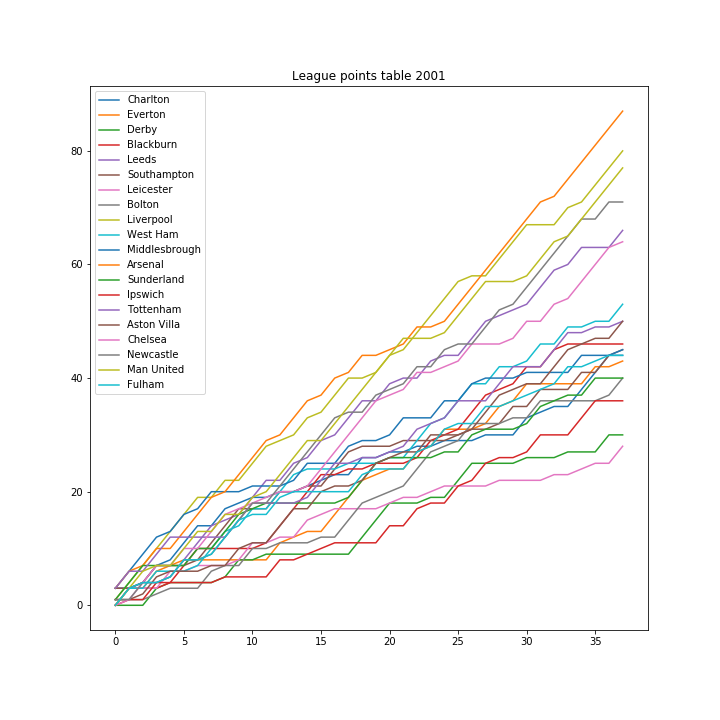 League points table 2001
Charlton
Everton
Derby
Blackburn
Leeds
Southampton
Leicester
Bolton
Liverpool
West Ham
Middlesbrough
Arsenal
Sunderland
Ipswich
Tottenham
Aston Villa
Chelsea
Newcastle
Man United
Fulham
80
60
40
20
0
0 5 10 15 20 25 30 35